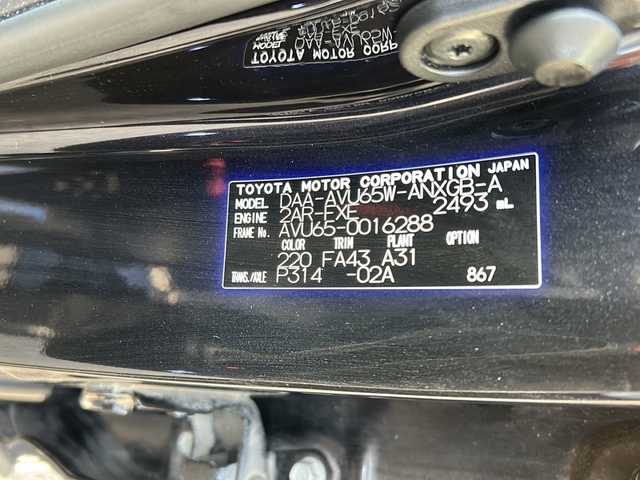 TOYOTA MOTOR CORPORATION JAPAN
MODEL DAA-AVU65W-ANXGB-A
ENGINE 2AR-FXE 2493 mL
FRAME No. AVU65-0016288
COLOR TRIM PLANT OPTION
220 FA43 A31
TRANS./AXLE P314 -02A 867